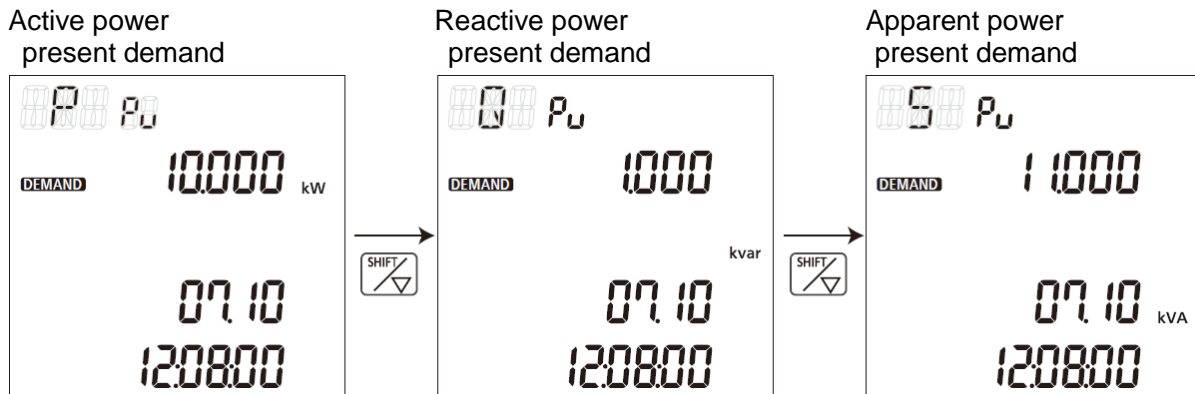 Active power
present demand
P Pu
DEMAND 10.000 kW
07.10
12:08:00
SHIFT/▽
Reactive power
present demand
Q Pu
DEMAND 1.000
kvar
07.10
12:08:00
SHIFT/▽
Apparent power
present demand
S Pu
DEMAND 11.000
07.10 kVA
12:08:00